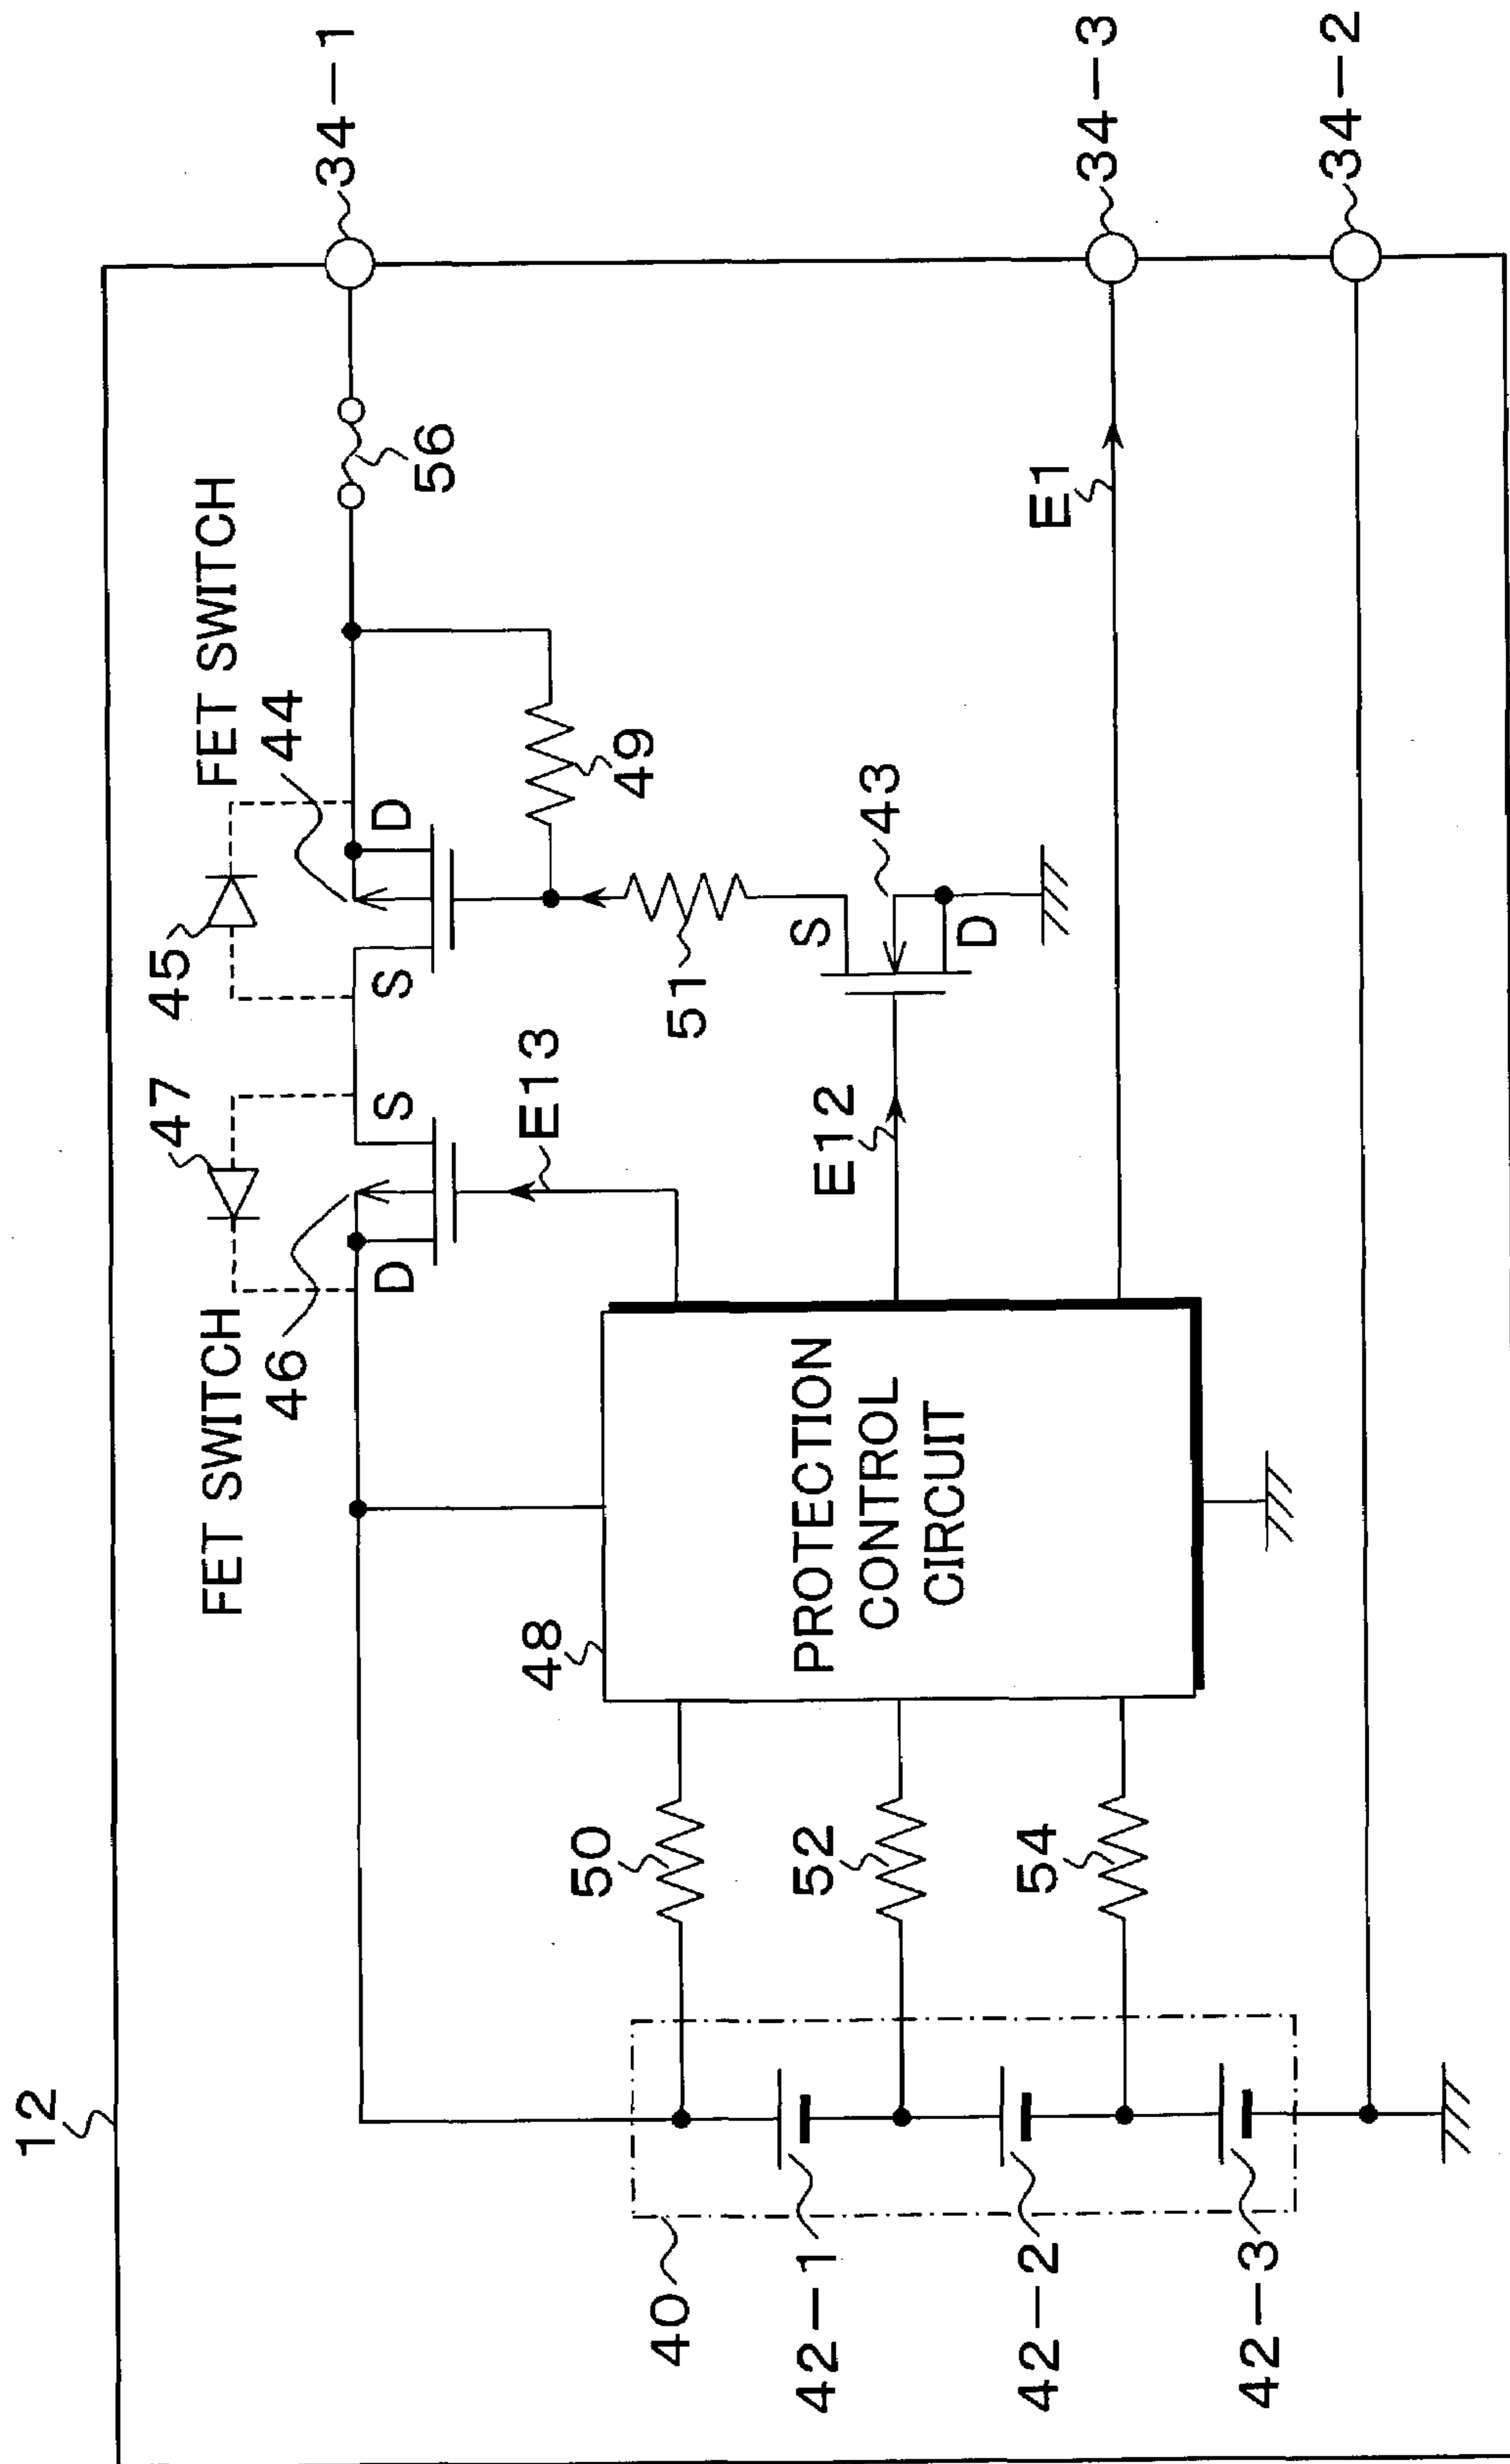 12
FET SWITCH
FET SWITCH
47
45
46
44
34-1
D
S
S
D
56
E13
48
49
50
51
PROTECTION
CONTROL
CIRCUIT
52
E12
S
43
D
54
E1
34-3
40
42-1
42-2
42-3
34-2